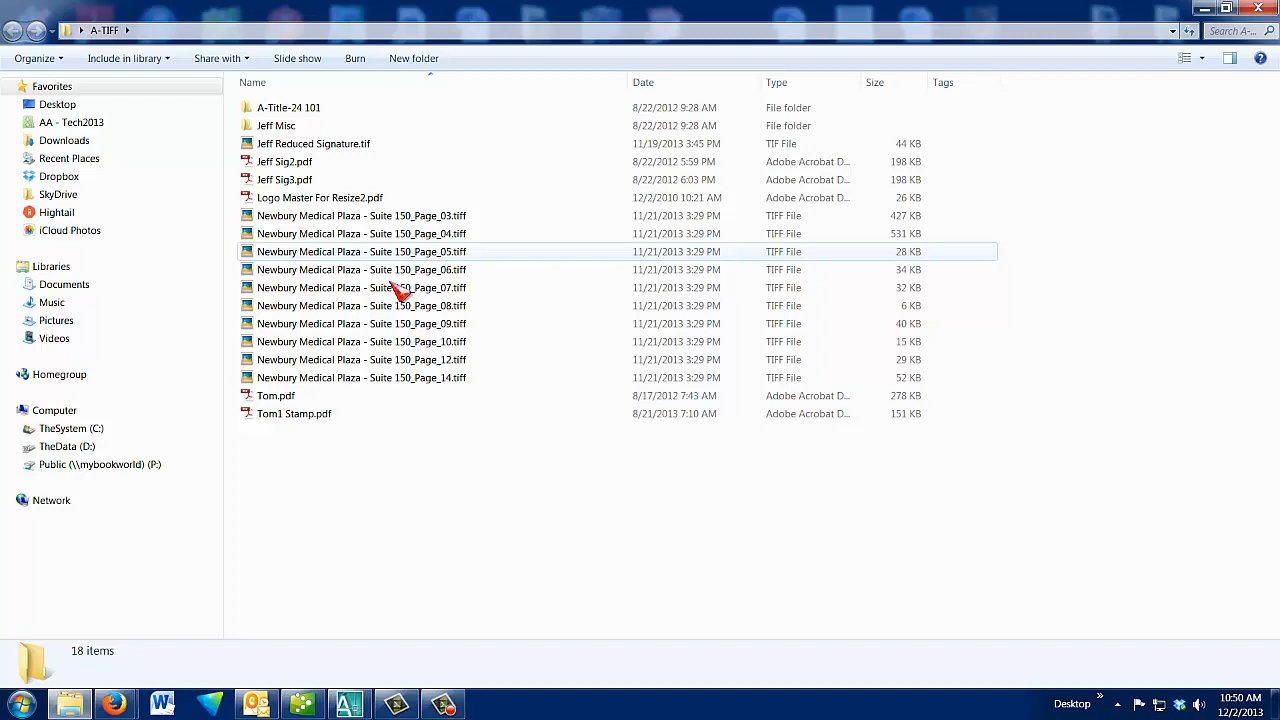 A-TIFF
Search A-...
Organize
Include in library
Share with
Slide show
Burn
New folder
Name Date Type Size Tags
Favorites
Desktop
AA - Tech2013
Downloads
Recent Places
Dropbox
SkyDrive
Hightail
iCloud Photos
Libraries
Documents
Music
Pictures
Videos
Homegroup
Computer
TheSystem (C:)
TheData (D:)
Public (\\mybookworld) (P:)
Network
A-Title-24 101 8/22/2012 9:28 AM File folder
Jeff Misc 8/22/2012 9:28 AM File folder
Jeff Reduced Signature.tif 11/19/2013 3:45 PM TIF File 44 KB
Jeff Sig2.pdf 8/22/2012 5:59 PM Adobe Acrobat D... 198 KB
Jeff Sig3.pdf 8/22/2012 6:03 PM Adobe Acrobat D... 198 KB
Logo Master For Resize2.pdf 12/2/2010 10:21 AM Adobe Acrobat D... 26 KB
Newbury Medical Plaza - Suite 150_Page_03.tiff 11/21/2013 3:29 PM TIFF File 427 KB
Newbury Medical Plaza - Suite 150_Page_04.tiff 11/21/2013 3:29 PM TIFF File 531 KB
Newbury Medical Plaza - Suite 150_Page_05.tiff 11/21/2013 3:29 PM TIFF File 28 KB
Newbury Medical Plaza - Suite 150_Page_06.tiff 11/21/2013 3:29 PM TIFF File 34 KB
Newbury Medical Plaza - Suite 150_Page_07.tiff 11/21/2013 3:29 PM TIFF File 32 KB
Newbury Medical Plaza - Suite 150_Page_08.tiff 11/21/2013 3:29 PM TIFF File 6 KB
Newbury Medical Plaza - Suite 150_Page_09.tiff 11/21/2013 3:29 PM TIFF File 40 KB
Newbury Medical Plaza - Suite 150_Page_10.tiff 11/21/2013 3:29 PM TIFF File 15 KB
Newbury Medical Plaza - Suite 150_Page_12.tiff 11/21/2013 3:29 PM TIFF File 29 KB
Newbury Medical Plaza - Suite 150_Page_14.tiff 11/21/2013 3:29 PM TIFF File 52 KB
Tom.pdf 8/17/2012 7:43 AM Adobe Acrobat D... 278 KB
Tom1 Stamp.pdf 8/21/2013 7:10 AM Adobe Acrobat D... 151 KB
18 items
Desktop
10:50 AM
12/2/2013